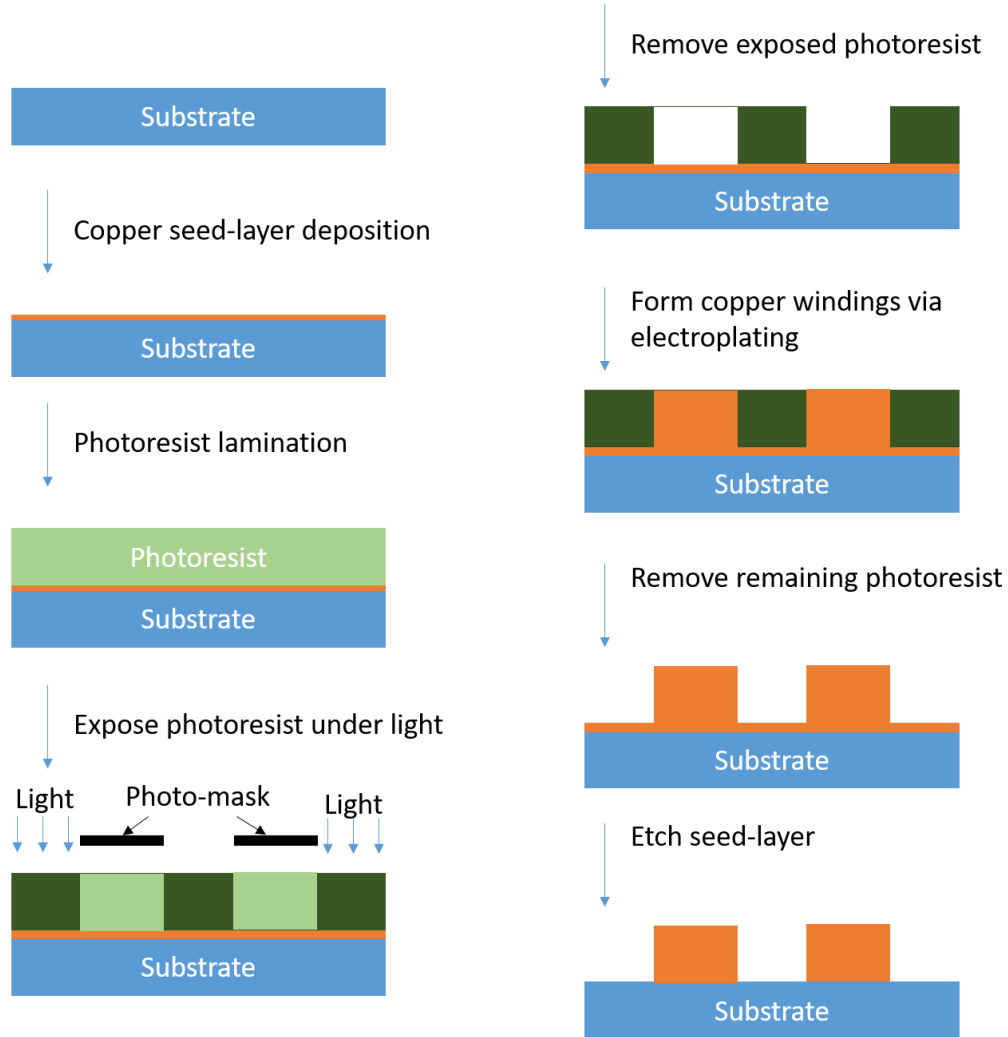 Substrate
Copper seed-layer deposition
Substrate
Photoresist lamination
Photoresist
Substrate
Expose photoresist under light
Light
Photo-mask
Light
Substrate
Remove exposed photoresist
Substrate
Form copper windings via
electroplating
Substrate
Remove remaining photoresist
Substrate
Etch seed-layer
Substrate